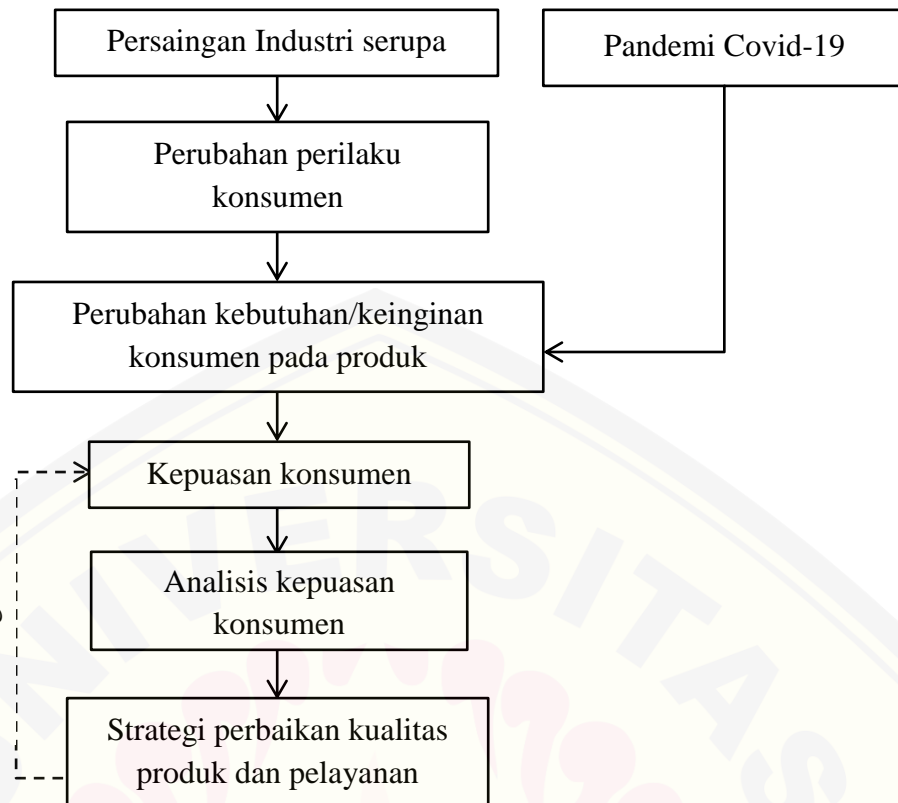 Persaingan Industri serupa
Pandemi Covid-19
Perubahan perilaku
konsumen
Perubahan kebutuhan/keinginan
konsumen pada produk
Kepuasan konsumen
Analisis kepuasan
konsumen
Strategi perbaikan kualitas
produk dan pelayanan
UNIVERSITAS